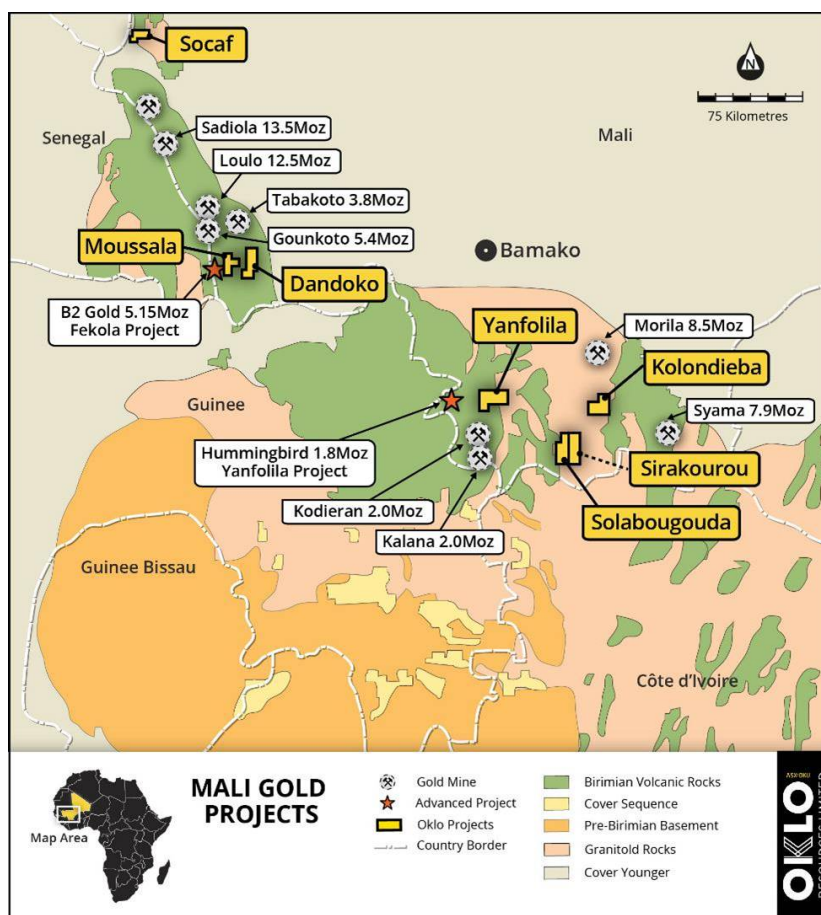 Socaf
N
75 Kilometres
Senegal
Mali
Sadiola 13.5Moz
Loulo 12.5Moz
Tabakoto 3.8Moz
Gounkoto 5.4Moz
Moussala
Dandoko
Bamako
B2 Gold 5.15Moz
Fekola Project
Yanfolila
Morila 8.5Moz
Kolondieba
Guinee
Syama 7.9Moz
Hummingbird 1.8Moz
Yanfolila Project
Sirakourou
Kodieran 2.0Moz
Solabougouda
Kalana 2.0Moz
Guinee Bissau
Côte d'Ivoire
MALI GOLD
PROJECTS
Map Area
Gold Mine
Advanced Project
Oklo Projects
Country Border
Birimian Volcanic Rocks
Cover Sequence
Pre-Birimian Basement
Granitold Rocks
Cover Younger
ASX:OKU
OKLO